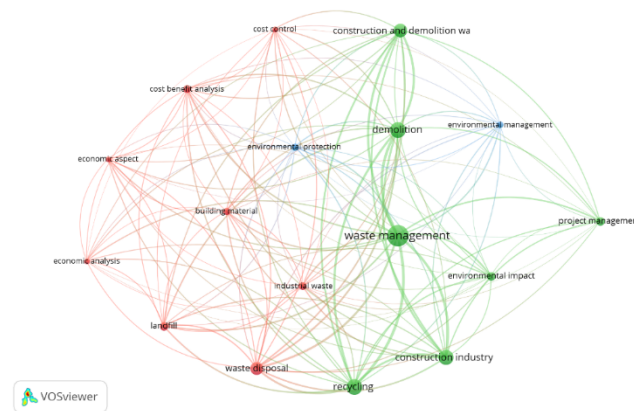 cost control
construction and demolition wa
cost benefit analysis
demolition
environmental management
environmental protection
economic aspect
building material
project management
waste management
economic analysis
environmental impact
industrial waste
landfill
construction industry
waste disposal
recycling
VOSviewer